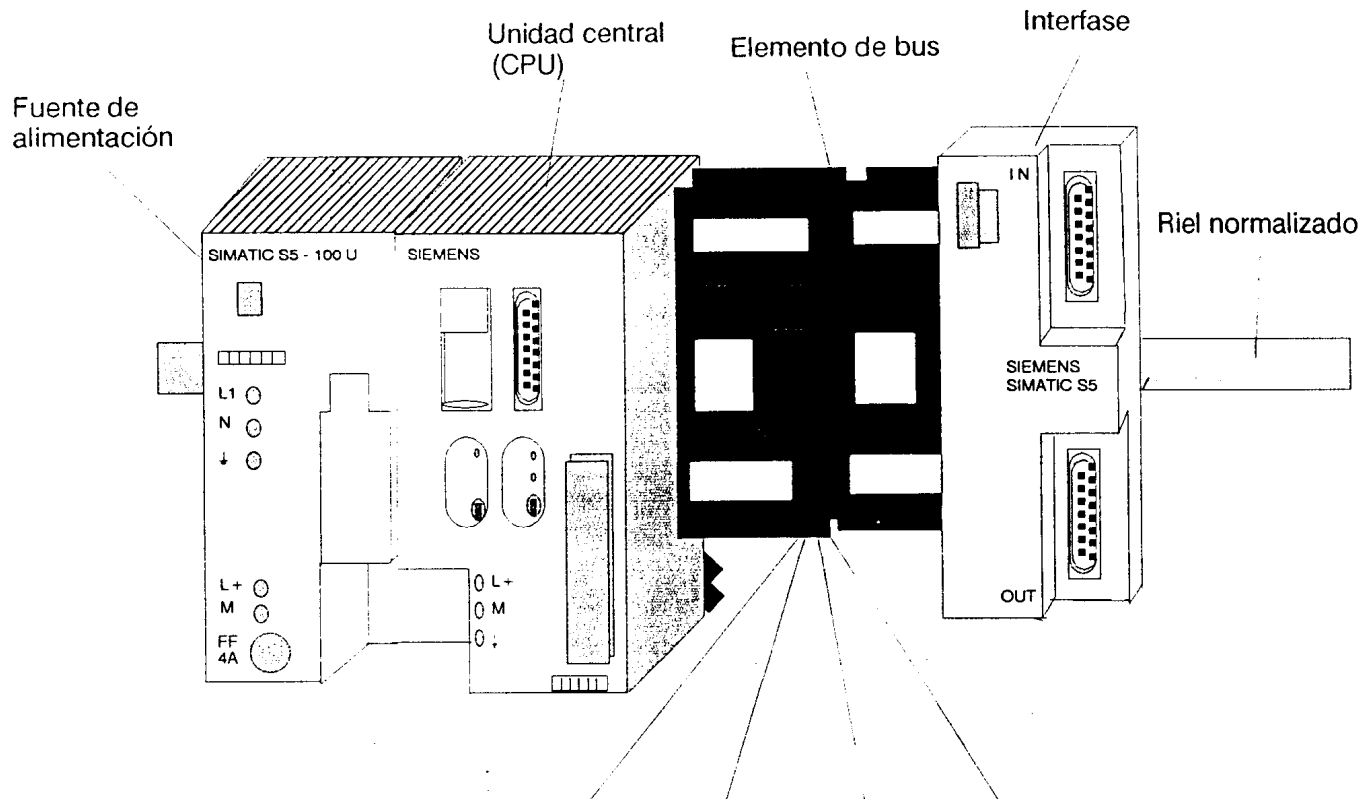 Interfase
Unidad central
(CPU)
Elemento de bus
Fuente de
alimentación
Riel normalizado
IN
SIMATIC S5 - 100 U
SIEMENS
L1
N
SIEMENS
SIMATIC S5
L+
M
FF
4A
L+
M
OUT